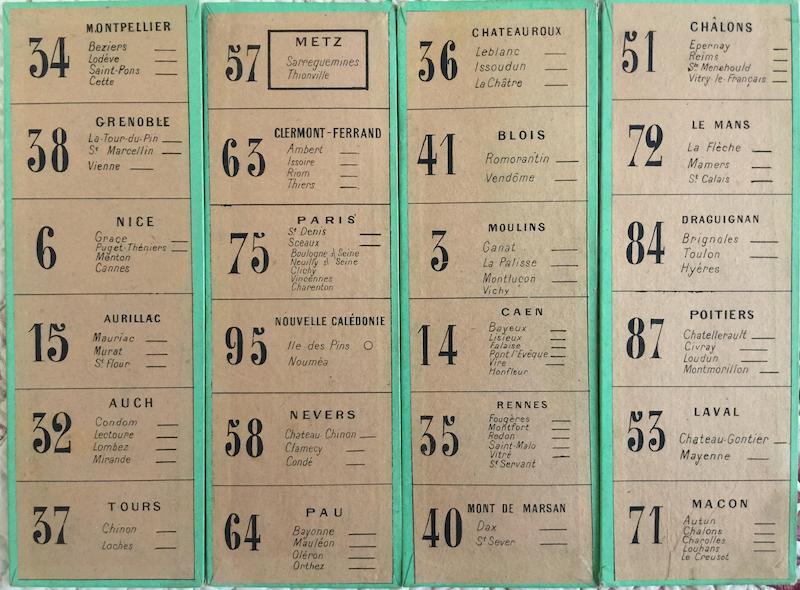 34
MONTPELLIER
Beziers
Lodève
Saint-Pons
Cette
38
GRENOBLE
La-Tour-du-Pin
St Marcellin
Vienne
6
NICE
Grace
Puget-Théniers
Menton
Cannes
15
AURILLAC
Mauriac
Murat
St flour
32
AUCH
Condom
Lectoure
Lombez
Mirande
37
TOURS
Chinon
Loches
57
METZ
Sarreguemines
Thionville
63
CLERMONT-FERRAND
Ambert
Issoire
Riom
Thiers
75
PARIS
St Denis
Sceaux
Boulogne s/ Seine
Neuilly s/ Seine
Clichy
Vincennes
Charenton
95
NOUVELLE CALÉDONIE
Ile des Pins
Nouméa
58
NEVERS
Chateau-Chinon
Clamecy
Condé
64
PAU
Bayonne
Mauléon
Oléron
Orthez
36
CHATEAUROUX
Leblanc
Issoudun
La Châtre
41
BLOIS
Romorantin
Vendôme
3
MOULINS
Ganat
La Palisse
Montlucon
Vichy
14
CAEN
Bayeux
Lisieux
Falaise
Pont l'Evêque
Vire
Honfleur
35
RENNES
Fougères
Montfort
Redon
Saint-Malo
Vitré
St Servant
40
MONT DE MARSAN
Dax
St Sever
51
CHÂLONS
Epernay
Reims
Ste Menehould
Vitry-le-Français
72
LE MANS
La Flèche
Mamers
St Calais
84
DRAGUIGNAN
Brignoles
Toulon
Hyères
87
POITIERS
Chatellerault
Civray
Loudun
Montmorillon
53
LAVAL
Chateau-Gontier
Mayenne
71
MACON
Autun
Chalons
Charolles
Louhans
Le Creusot